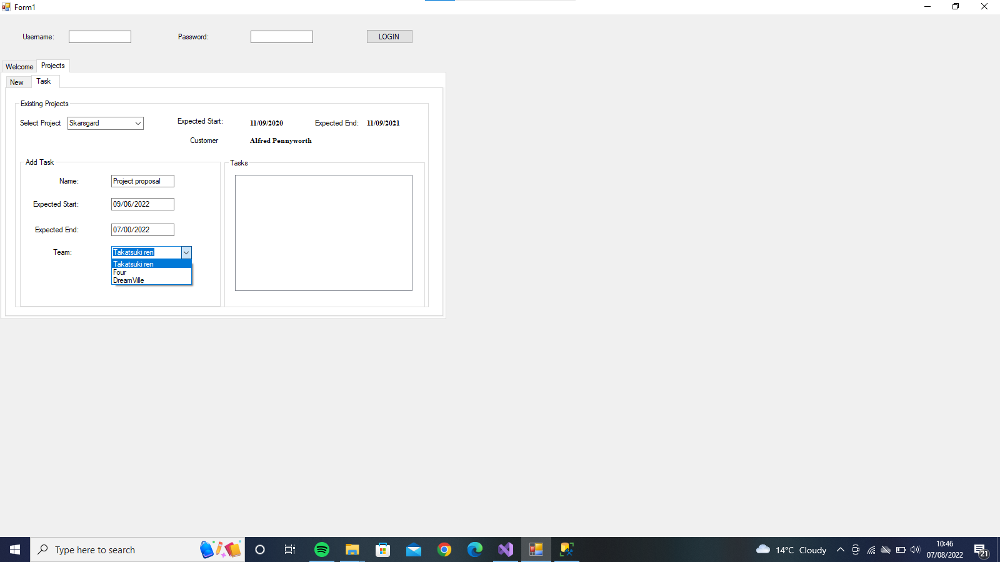 Form1
Username:
Password:
LOGIN
Welcome
Projects
New
Task
Existing Projects
Select Project
Skarsgard
Expected Start:
11/09/2020
Expected End:
11/09/2021
Customer
Alfred Pennyworth
Add Task
Name:
Project proposal
Expected Start:
09/06/2022
Expected End:
07/00/2022
Team:
Takatsuki ren
Takatsuki ren
Four
DreamVille
Tasks
Type here to search
14°C Cloudy
10:46
07/08/2022
21